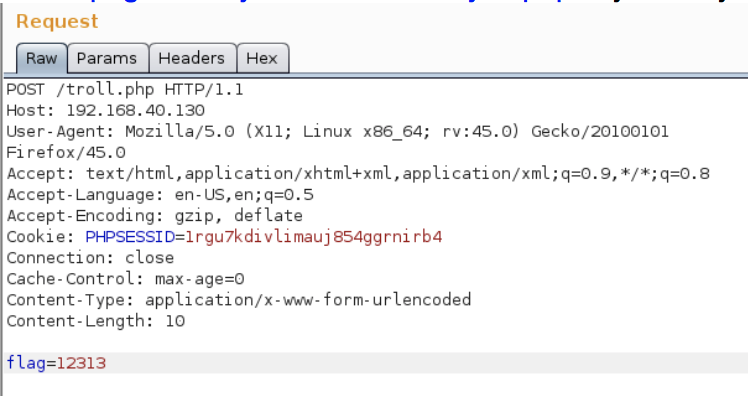 Request
Raw Params Headers Hex
POST /troll.php HTTP/1.1
Host: 192.168.40.130
User-Agent: Mozilla/5.0 (X11; Linux x86_64; rv:45.0) Gecko/20100101
Firefox/45.0
Accept: text/html,application/xhtml+xml,application/xml;q=0.9,*/*;q=0.8
Accept-Language: en-US,en;q=0.5
Accept-Encoding: gzip, deflate
Cookie: PHPSESSID=1rgu7kdivlimauj854ggrnirb4
Connection: close
Cache-Control: max-age=0
Content-Type: application/x-www-form-urlencoded
Content-Length: 10
flag=12313